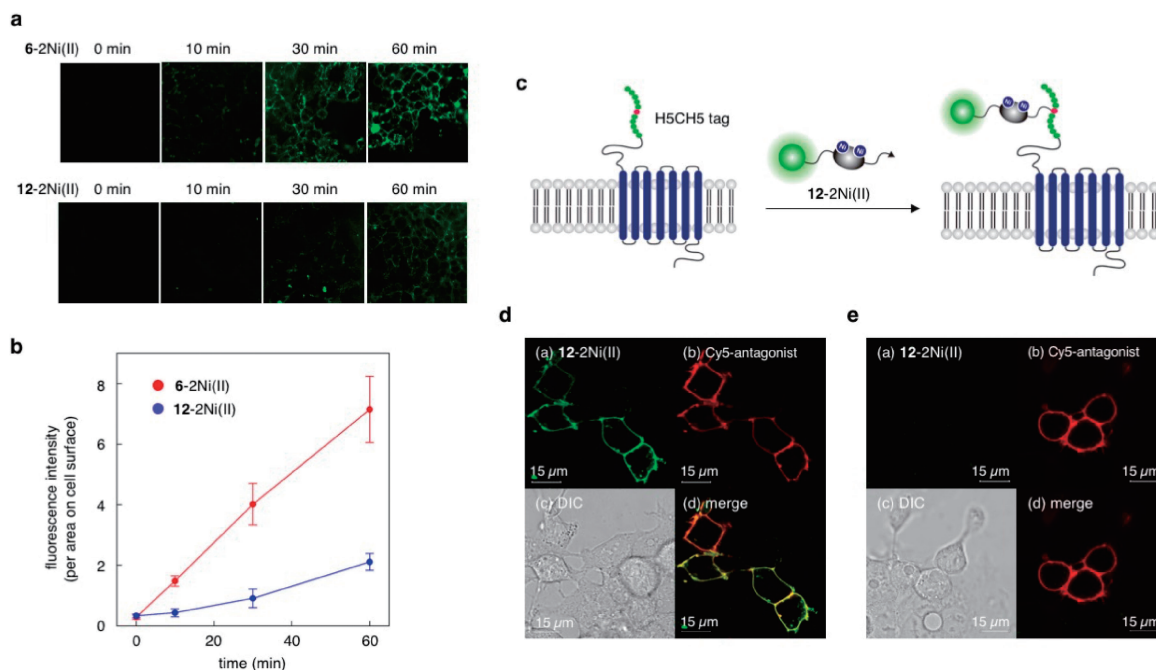 a
6-2Ni(II) 0 min 10 min 30 min 60 min
12-2Ni(II) 0 min 10 min 30 min 60 min
b
8
6
4
2
0
fluorescence intensity
(per area on cell surface)
6-2Ni(II)
12-2Ni(II)
0 20 40 60
time (min)
c
H5CH5 tag
Ni Ni
12-2Ni(II)
Ni Ni
d
(a) 12-2Ni(II) (b) Cy5-antagonist
15 µm 15 µm
(c) DIC (d) merge
15 µm 15 µm
e
(a) 12-2Ni(II) (b) Cy5-antagonist
15 µm 15 µm
(c) DIC (d) merge
15 µm 15 µm